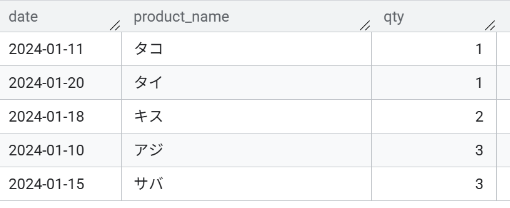 date product_name qty
2024-01-11 タコ 1
2024-01-20 タイ 1
2024-01-18 キス 2
2024-01-10 アジ 3
2024-01-15 サバ 3